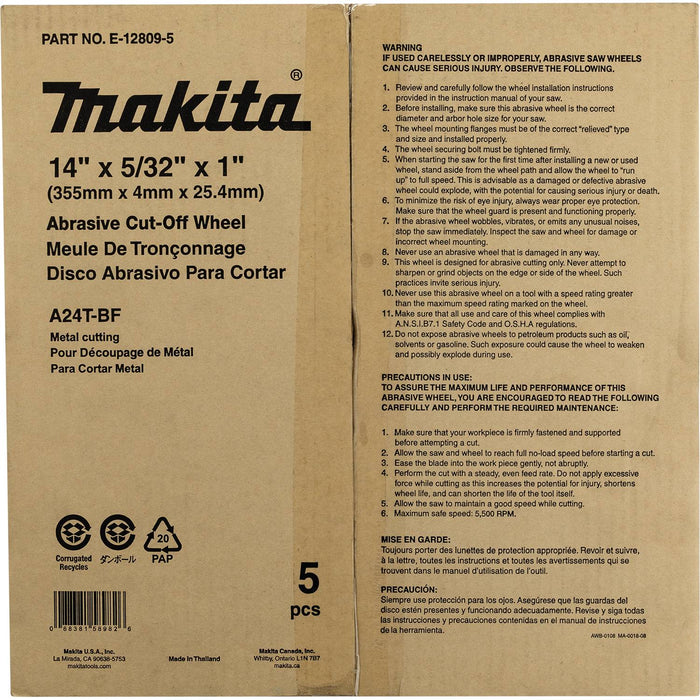 PART NO. E-12809-5
makita®
14" x 5/32" x 1"
(355mm x 4mm x 25.4mm)
Abrasive Cut-Off Wheel
Meule De Tronçonnage
Disco Abrasivo Para Cortar
A24T-BF
Metal cutting
Pour Découpage de Métal
Para Cortar Metal
Corrugated
Recycles
ダンボール
20
PAP
5
pcs
0 88381 58982 6
Makita U.S.A., Inc.
La Mirada, CA 90638-5753
makitatools.com
Made In Thailand
Makita Canada, Inc.
Whitby, Ontario L1N 7B7
makita.ca
WARNING
IF USED CARELESSLY OR IMPROPERLY, ABRASIVE SAW WHEELS
CAN CAUSE SERIOUS INJURY. OBSERVE THE FOLLOWING.
1. Review and carefully follow the wheel installation instructions
provided in the instruction manual of your saw.
2. Before installing, make sure this abrasive wheel is the correct
diameter and arbor hole size for your saw.
3. The wheel mounting flanges must be of the correct "relieved" type
and size and installed properly.
4. The wheel securing bolt must be tightened firmly.
5. When starting the saw for the first time after installing a new or used
wheel, stand aside from the wheel path and allow the wheel to "run
up" to full speed. This is advisable as a damaged or defective abrasive
wheel could explode, with the potential for causing serious injury or death.
6. To minimize the risk of eye injury, always wear proper eye protection.
Make sure that the wheel guard is present and functioning properly.
7. If the abrasive wheel wobbles, vibrates, or emits any unusual noises,
stop the saw immediately. Inspect the saw and wheel for damage or
incorrect wheel mounting.
8. Never use an abrasive wheel that is damaged in any way.
9. This wheel is designed for abrasive cutting only. Never attempt to
sharpen or grind objects on the edge or side of the wheel. Such
practices invite serious injury.
10. Never use this abrasive wheel on a tool with a speed rating greater
than the maximum speed rating marked on the wheel.
11. Make sure that all use and care of this wheel complies with
A.N.S.I.B7.1 Safety Code and O.S.H.A regulations.
12. Do not expose abrasive wheels to petroleum products such as oil,
solvents or gasoline. Such exposure could cause the wheel to weaken
and possibly explode during use.
PRECAUTIONS IN USE:
TO ASSURE THE MAXIMUM LIFE AND PERFORMANCE OF THIS
ABRASIVE WHEEL, YOU ARE ENCOURAGED TO READ THE FOLLOWING
CAREFULLY AND PERFORM THE REQUIRED MAINTENANCE:
1. Make sure that your workpiece is firmly fastened and supported
before attempting a cut.
2. Allow the saw and wheel to reach full no-load speed before starting a cut.
3. Ease the blade into the work piece gently, not abruptly.
4. Perform the cut with a steady, even feed rate. Do not apply excessive
force while cutting as this increases the potential for injury, shortens
wheel life, and can shorten the life of the tool itself.
5. Allow the saw to maintain a good speed while cutting.
6. Maximum safe speed: 5,500 RPM.
MISE EN GARDE:
Toujours porter des lunettes de protection appropriée. Revoir et suivre,
à la lettre, toutes les instructions et toutes les avertissements qui se
trouvent dans le manuel d'utilisation de l'outil.
PRECAUCIÓN:
Siempre use protección para los ojos. Asegúrese que las guardas del
disco estén presentes y funcionando adecuadamente. Revise y siga todas
las instrucciones y precauciones contenidas en el manual de instrucciones
de la herramienta.
AWB-0108 MA-0018-08